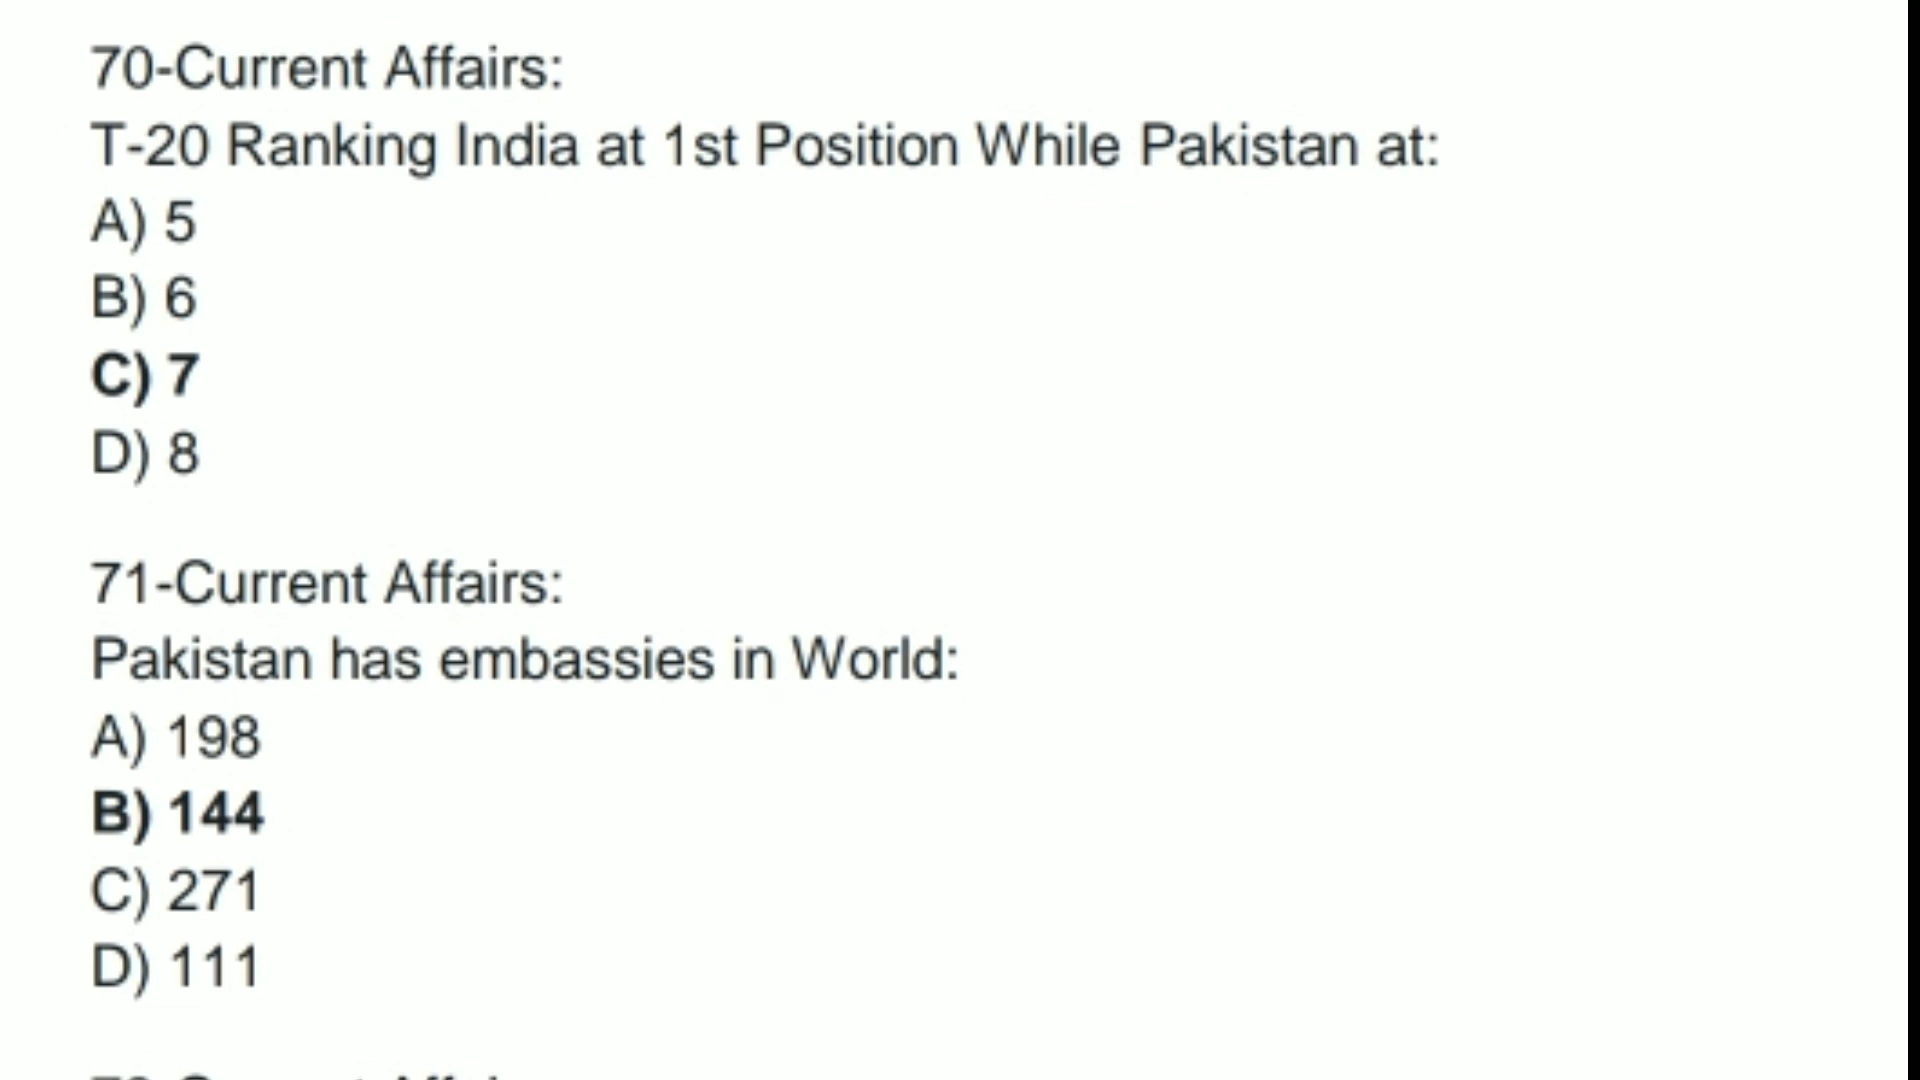 70-Current Affairs:
T-20 Ranking India at 1st Position While Pakistan at:
A) 5
B) 6
C) 7
D) 8
71-Current Affairs:
Pakistan has embassies in World:
A) 198
B) 144
C) 271
D) 111